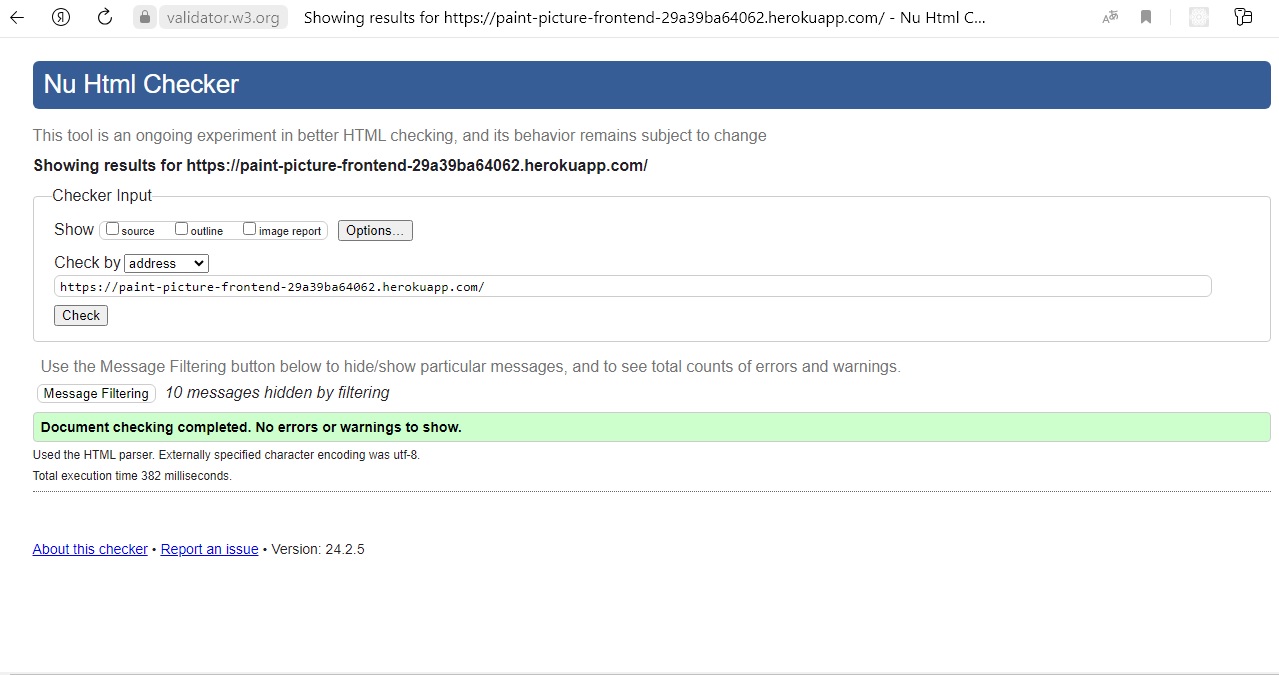 Я validator.w3.org Showing results for https://paint-picture-frontend-29a39ba64062.herokuapp.com/ - Nu Html C...
Nu Html Checker
This tool is an ongoing experiment in better HTML checking, and its behavior remains subject to change
Showing results for https://paint-picture-frontend-29a39ba64062.herokuapp.com/
Checker Input
Show source outline image report Options...
Check by address
https://paint-picture-frontend-29a39ba64062.herokuapp.com/
Check
Use the Message Filtering button below to hide/show particular messages, and to see total counts of errors and warnings.
Message Filtering 10 messages hidden by filtering
Document checking completed. No errors or warnings to show.
Used the HTML parser. Externally specified character encoding was utf-8.
Total execution time 382 milliseconds.
About this checker • Report an issue • Version: 24.2.5